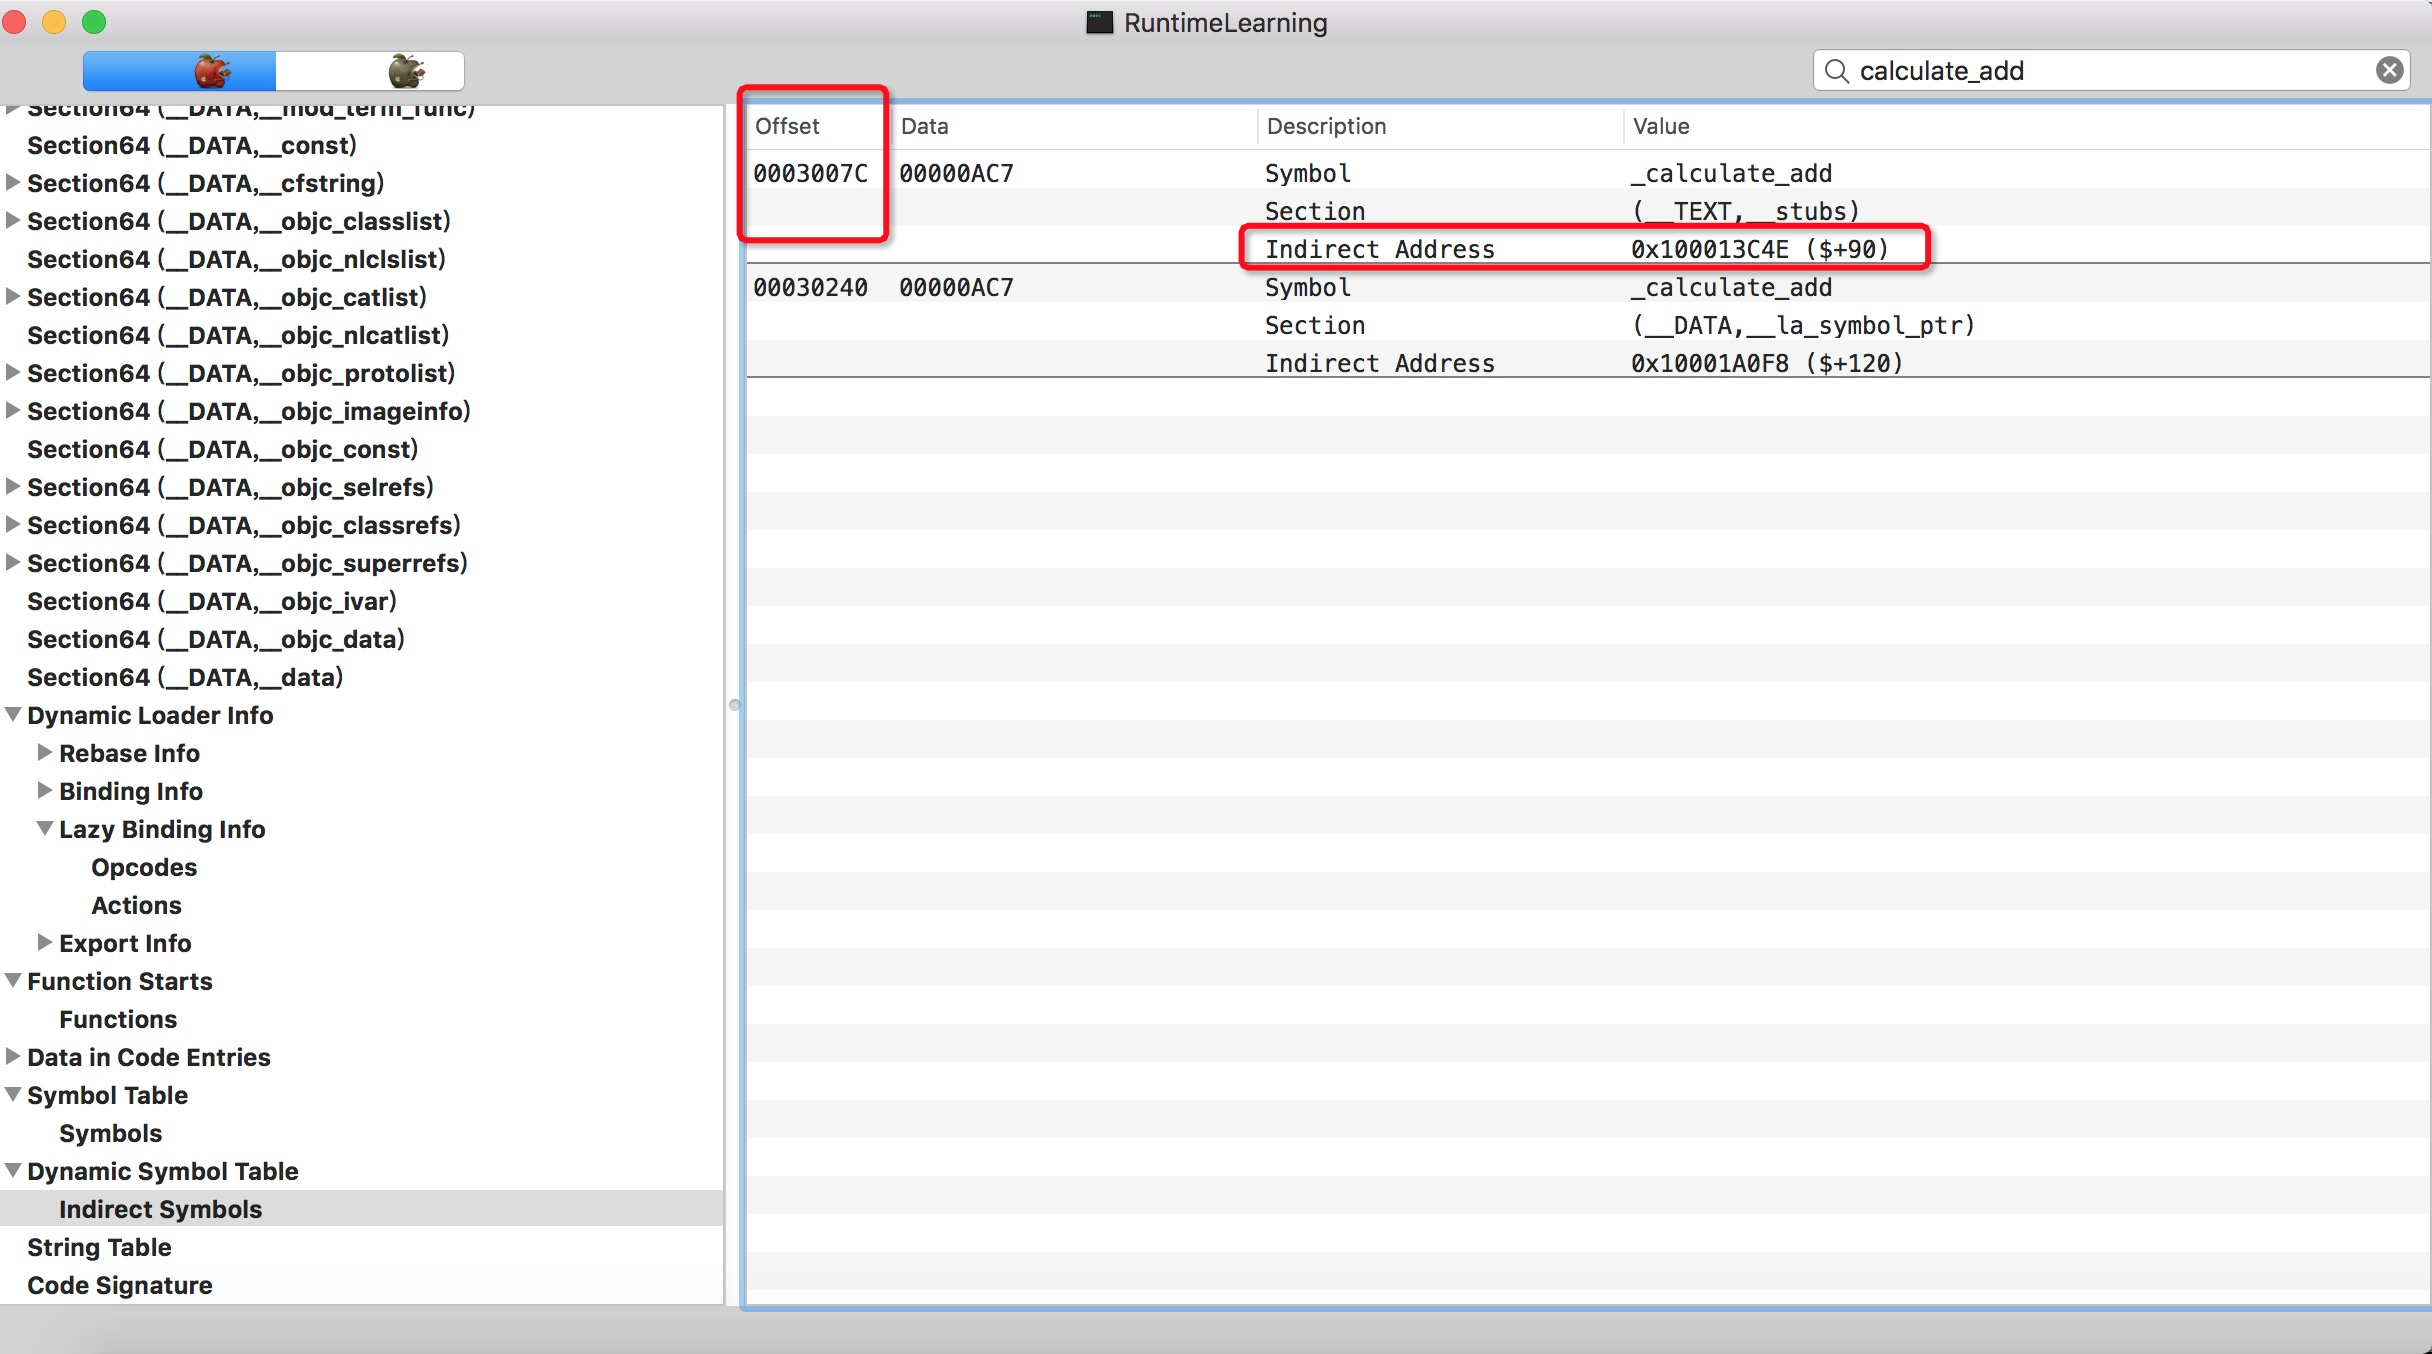 RuntimeLearning
calculate_add
Section64 (__DATA,__mod_term_func)
Section64 (__DATA,__const)
Section64 (__DATA,__cfstring)
Section64 (__DATA,__objc_classlist)
Section64 (__DATA,__objc_nlclslist)
Section64 (__DATA,__objc_catlist)
Section64 (__DATA,__objc_nlcatlist)
Section64 (__DATA,__objc_protolist)
Section64 (__DATA,__objc_imageinfo)
Section64 (__DATA,__objc_const)
Section64 (__DATA,__objc_selrefs)
Section64 (__DATA,__objc_classrefs)
Section64 (__DATA,__objc_superrefs)
Section64 (__DATA,__objc_ivar)
Section64 (__DATA,__objc_data)
Section64 (__DATA,__data)
Dynamic Loader Info
Rebase Info
Binding Info
Lazy Binding Info
Opcodes
Actions
Export Info
Function Starts
Functions
Data in Code Entries
Symbol Table
Symbols
Dynamic Symbol Table
Indirect Symbols
String Table
Code Signature
Offset Data Description Value
0003007C 00000AC7 Symbol _calculate_add
Section (__TEXT,__stubs)
Indirect Address 0x100013C4E ($+90)
00030240 00000AC7 Symbol _calculate_add
Section (__DATA,__la_symbol_ptr)
Indirect Address 0x10001A0F8 ($+120)